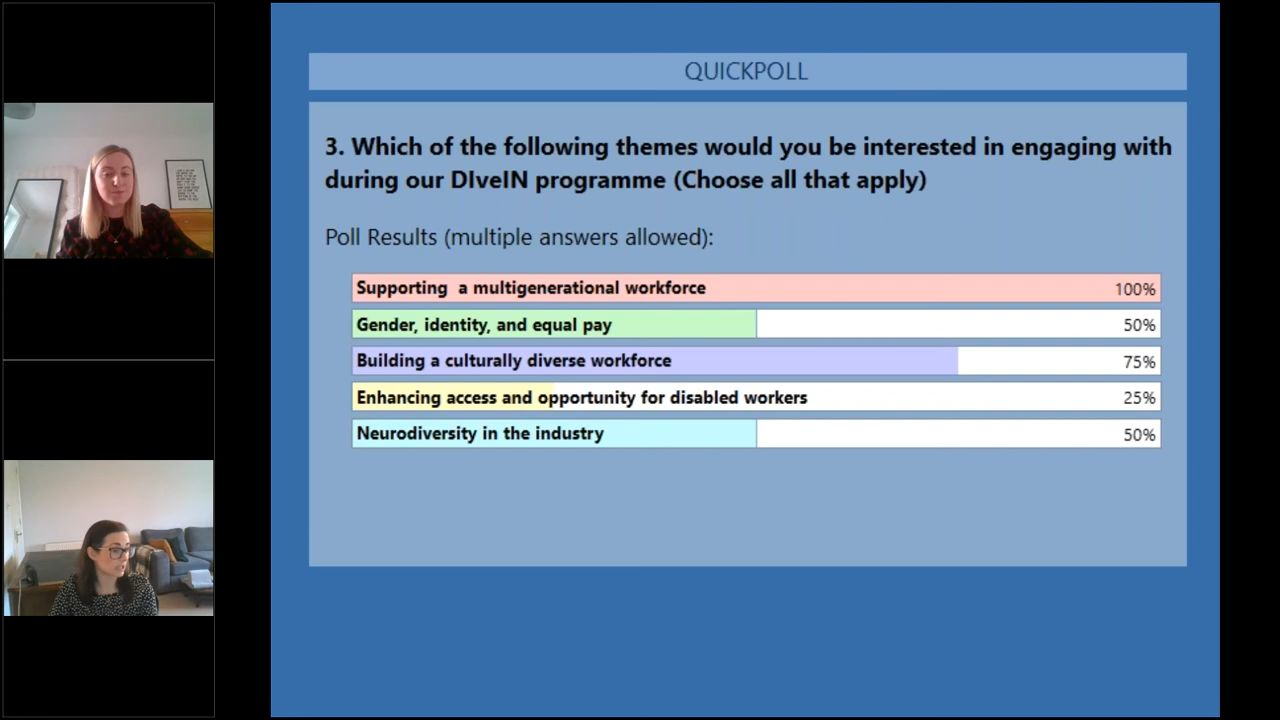 QUICKPOLL
3. Which of the following themes would you be interested in engaging with
during our DIveIN programme (Choose all that apply)
Poll Results (multiple answers allowed):
Supporting  a multigenerational workforce 100%
Gender, identity, and equal pay 50%
Building a culturally diverse workforce 75%
Enhancing access and opportunity for disabled workers 25%
Neurodiversity in the industry 50%